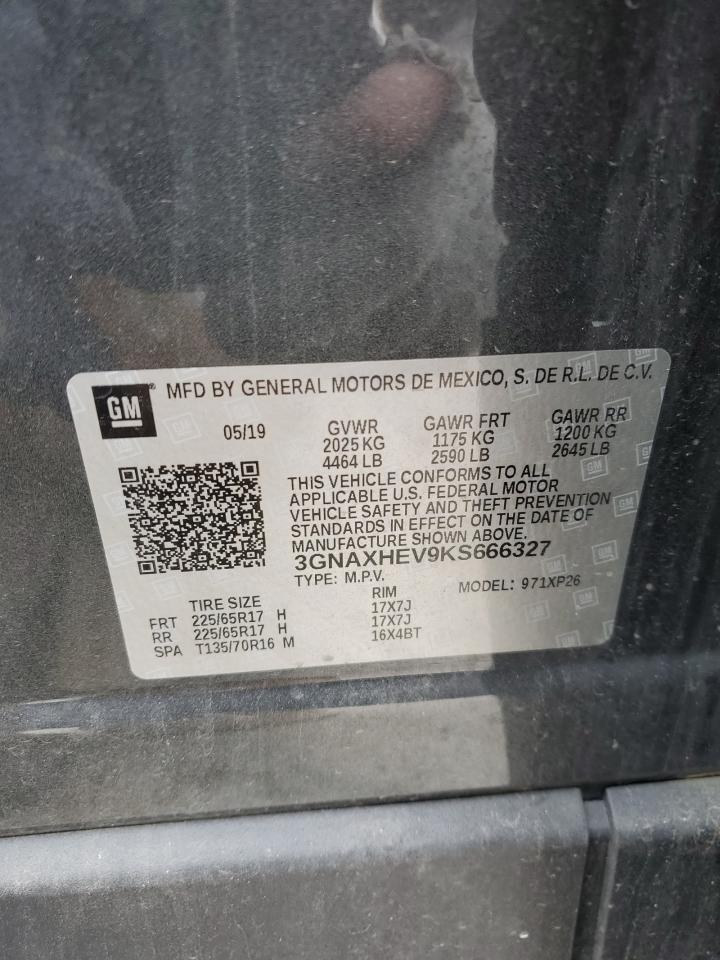 GM
MFD BY GENERAL MOTORS DE MEXICO, S. DE R.L. DE C.V.
05/19 GVWR GAWR FRT GAWR RR
2025 KG 1175 KG 1200 KG
4464 LB 2590 LB 2645 LB
THIS VEHICLE CONFORMS TO ALL
APPLICABLE U.S. FEDERAL MOTOR
VEHICLE SAFETY AND THEFT PREVENTION
STANDARDS IN EFFECT ON THE DATE OF
MANUFACTURE SHOWN ABOVE.
3GNAXHEV9KS666327
TYPE: M.P.V. MODEL: 971XP26
TIRE SIZE RIM
FRT 225/65R17 H 17X7J
RR 225/65R17 H 17X7J
SPA T135/70R16 M 16X4BT